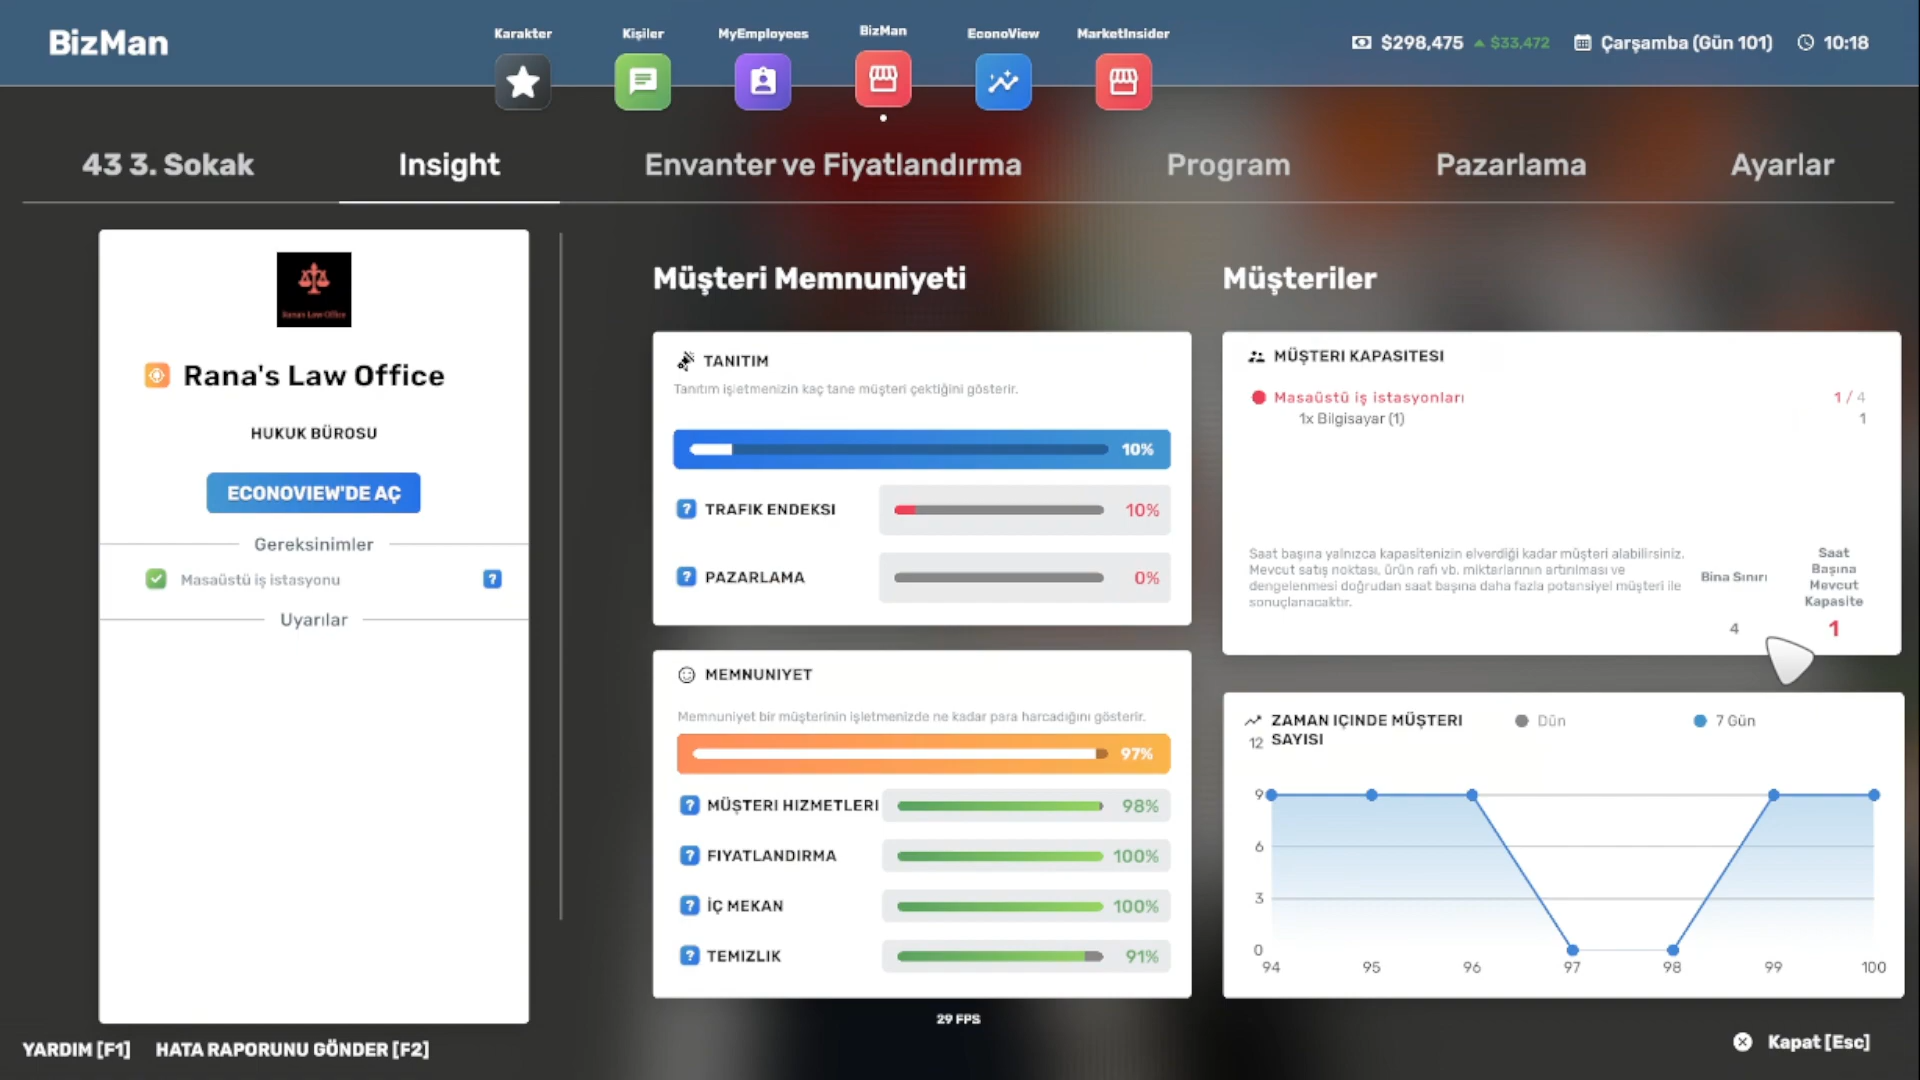 BizMan
Karakter
Kişiler
MyEmployees
BizMan
EconoView
MarketInsider
$298,475
$33,472
Çarşamba (Gün 101)
10:18
43 3. Sokak
Insight
Envanter ve Fiyatlandırma
Program
Pazarlama
Ayarlar
Rana's Law Office
Rana's Law Office
HUKUK BÜROSU
ECONOVIEW'DE AÇ
Gereksinimler
Masaüstü iş istasyonu
?
Uyarılar
Müşteri Memnuniyeti
TANITIM
Tanıtım işletmenizin kaç tane müşteri çektiğini gösterir.
10%
? TRAFIK ENDEKSI 10%
? PAZARLAMA 0%
MEMNUNIYET
Memnuniyet bir müşterinin işletmenizde ne kadar para harcadığını gösterir.
97%
? MÜŞTERI HIZMETLERI 98%
? FIYATLANDIRMA 100%
? İÇ MEKAN 100%
? TEMIZLIK 91%
Müşteriler
MÜŞTERI KAPASITESI
Masaüstü iş istasyonları 1 / 4
1x Bilgisayar (1) 1
Saat başına yalnızca kapasitenizin elverdiği kadar müşteri alabilirsiniz.
Mevcut satış noktası, ürün rafı vb. miktarlarının artırılması ve
dengelenmesi doğrudan saat başına daha fazla potansiyel müşteri ile
sonuçlanacaktır.
Bina Sınırı
4
Saat
Başına
Mevcut
Kapasite
1
ZAMAN IÇINDE MÜŞTERI
SAYISI
Dün
7 Gün
12
9
6
3
0
94 95 96 97 98 99 100
29 FPS
YARDIM [F1]
HATA RAPORUNU GÖNDER [F2]
Kapat [Esc]